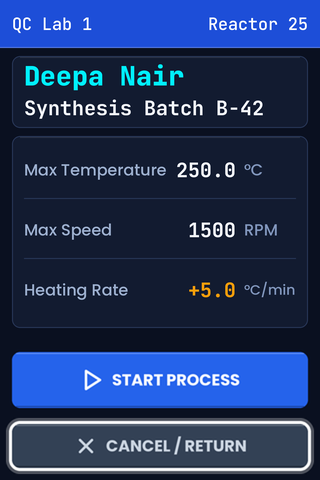 QC Lab 1 Reactor 25
Deepa Nair
Synthesis Batch B-42
Max Temperature 250.0 °C
Max Speed 1500 RPM
Heating Rate +5.0 °C/min
START PROCESS
CANCEL / RETURN